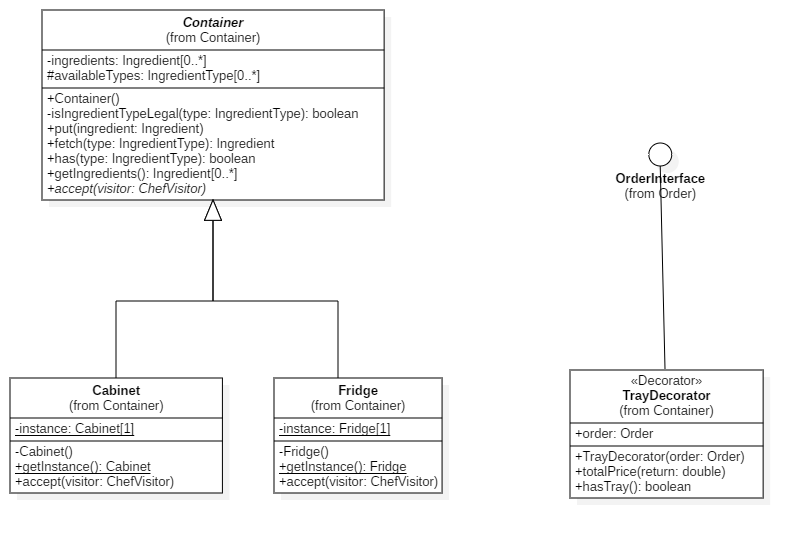 Container
(from Container)
-ingredients: Ingredient[0..*]
#availableTypes: IngredientType[0..*]
+Container()
-isIngredientTypeLegal(type: IngredientType): boolean
+put(ingredient: Ingredient)
+fetch(type: IngredientType): Ingredient
+has(type: IngredientType): boolean
+getIngredients(): Ingredient[0..*]
+accept(visitor: ChefVisitor)
OrderInterface
(from Order)
Cabinet
(from Container)
-instance: Cabinet[1]
-Cabinet()
+getInstance(): Cabinet
+accept(visitor: ChefVisitor)
Fridge
(from Container)
-instance: Fridge[1]
-Fridge()
+getInstance(): Fridge
+accept(visitor: ChefVisitor)
«Decorator»
TrayDecorator
(from Container)
+order: Order
+TrayDecorator(order: Order)
+totalPrice(return: double)
+hasTray(): boolean